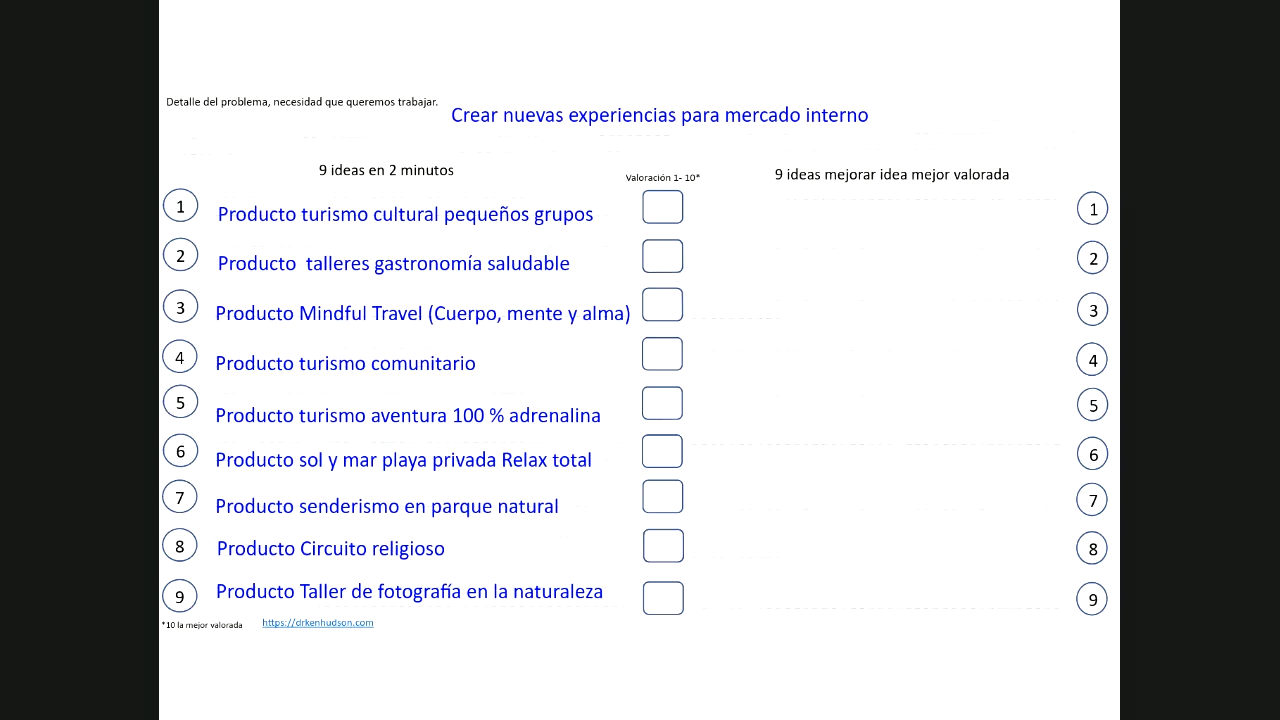 Detalle del problema, necesidad que queremos trabajar.
Crear nuevas experiencias para mercado interno
9 ideas en 2 minutos
Valoración 1- 10*
9 ideas mejorar idea mejor valorada
1 Producto turismo cultural pequeños grupos 1
2 Producto talleres gastronomía saludable 2
3 Producto Mindful Travel (Cuerpo, mente y alma) 3
4 Producto turismo comunitario 4
5 Producto turismo aventura 100 % adrenalina 5
6 Producto sol y mar playa privada Relax total 6
7 Producto senderismo en parque natural 7
8 Producto Circuito religioso 8
9 Producto Taller de fotografía en la naturaleza 9
*10 la mejor valorada https://drkenhudson.com